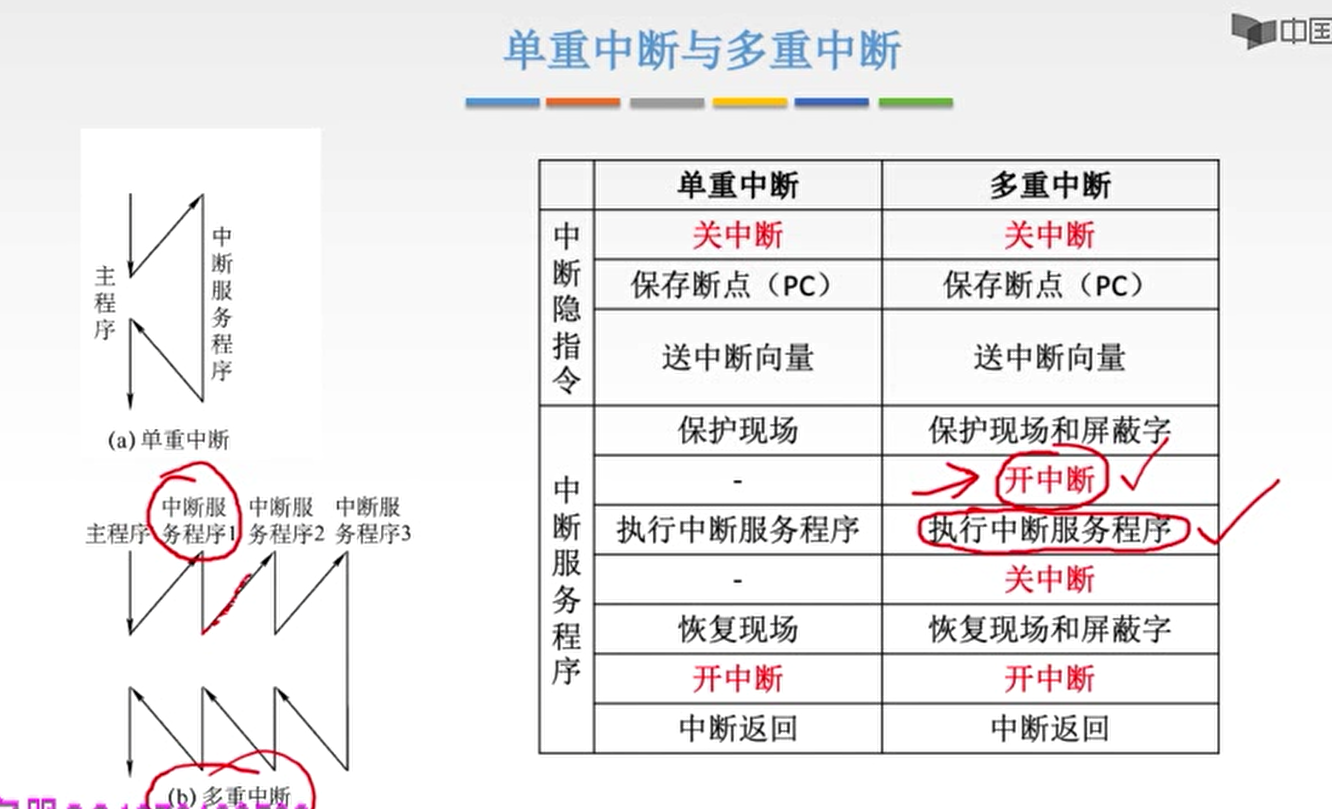 单重中断与多重中断
中国
主程序
中断服务程序
(a) 单重中断
主程序
中断服
务程序1
中断服
务程序2
中断服
务程序3
(b) 多重中断
单重中断 多重中断
中断隐指令
关中断 关中断
保存断点（PC） 保存断点（PC）
送中断向量 送中断向量
中断服务程序
保护现场 保护现场和屏蔽字
- 开中断
执行中断服务程序 执行中断服务程序
- 关中断
恢复现场 恢复现场和屏蔽字
开中断 开中断
中断返回 中断返回